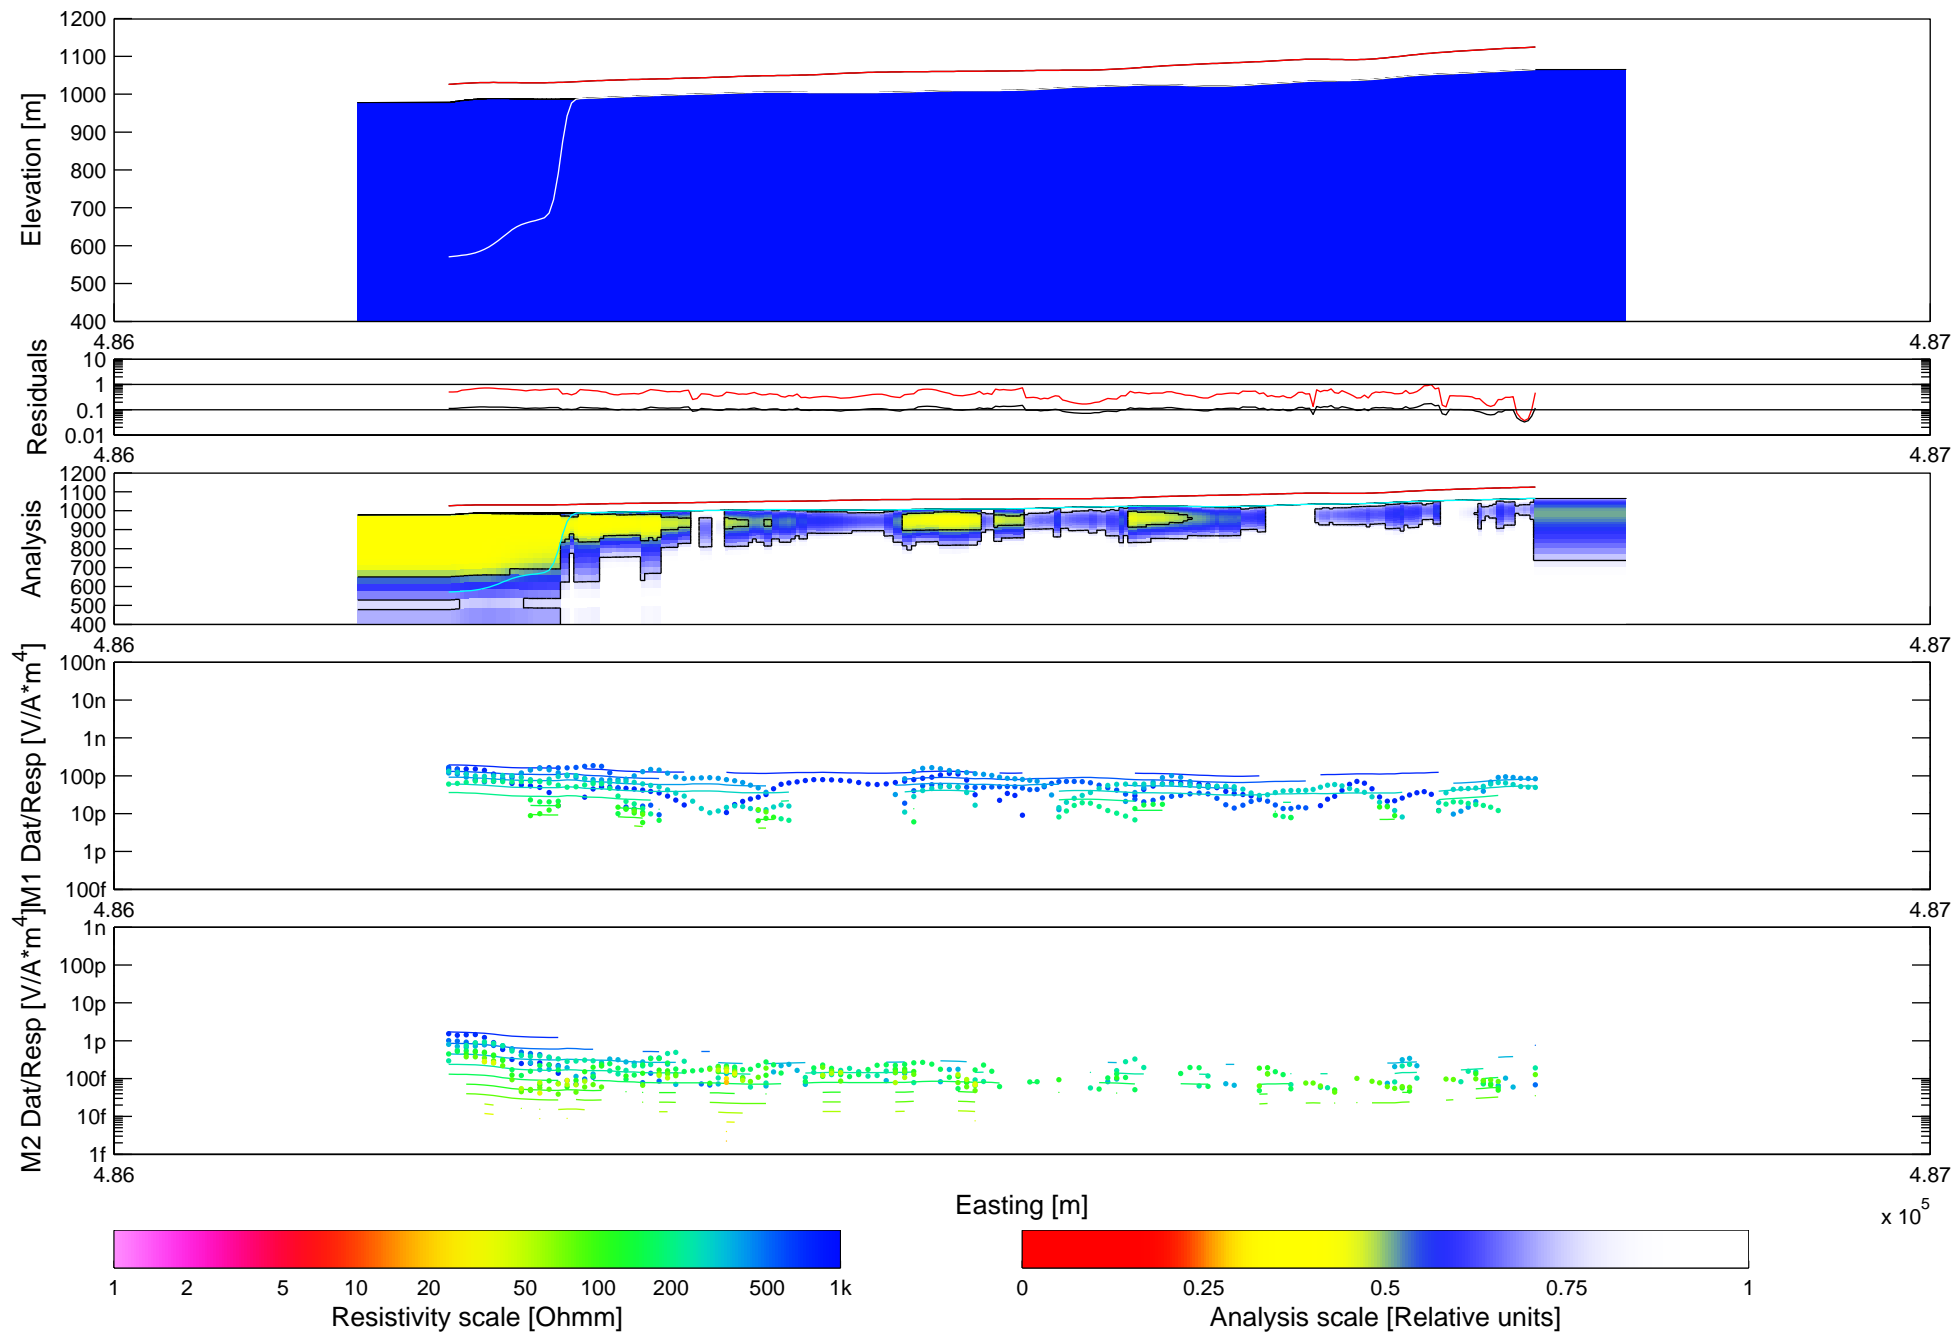 1200
1100
1000
900
800
700
600
500
400
Elevation [m]
4.86
4.87
10
1
0.1
0.01
Residuals
4.86
4.87
1200
1100
1000
900
800
700
600
500
400
Analysis
4.86
4.87
100n
10n
1n
100p
10p
1p
100f
M1 Dat/Resp [V/A*m^4]
4.86
4.87
1n
100p
10p
1p
100f
10f
1f
M2 Dat/Resp [V/A*m^4]
4.86
4.87
Easting [m]
x 10^5
1 2 5 10 20 50 100 200 500 1k
Resistivity scale [Ohmm]
0 0.25 0.5 0.75 1
Analysis scale [Relative units]